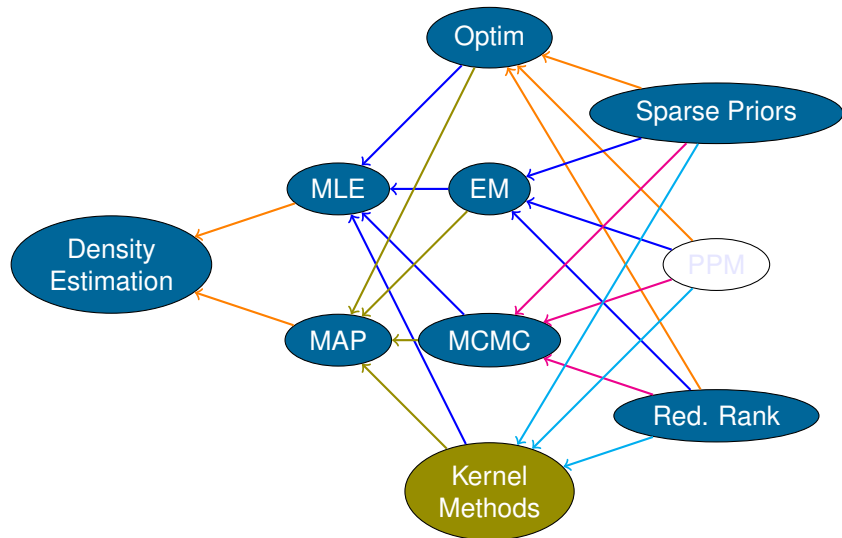 Optim
Sparse Priors
MLE
EM
Density
Estimation
PPM
MAP
MCMC
Red. Rank
Kernel
Methods